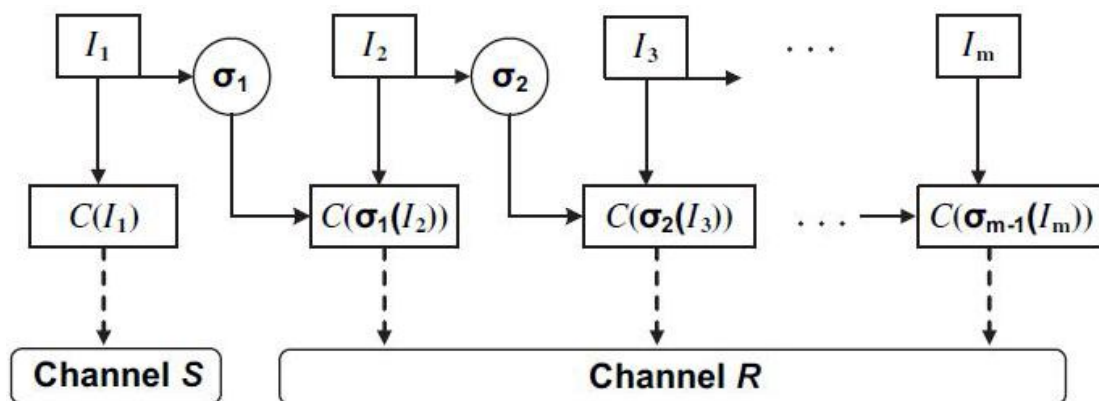 I₁ σ₁ I₂ σ₂ I₃ . . . Iₘ
C(I₁) C(σ₁(I₂)) C(σ₂(I₃)) . . . C(σₘ₋₁(Iₘ))
Channel S Channel R